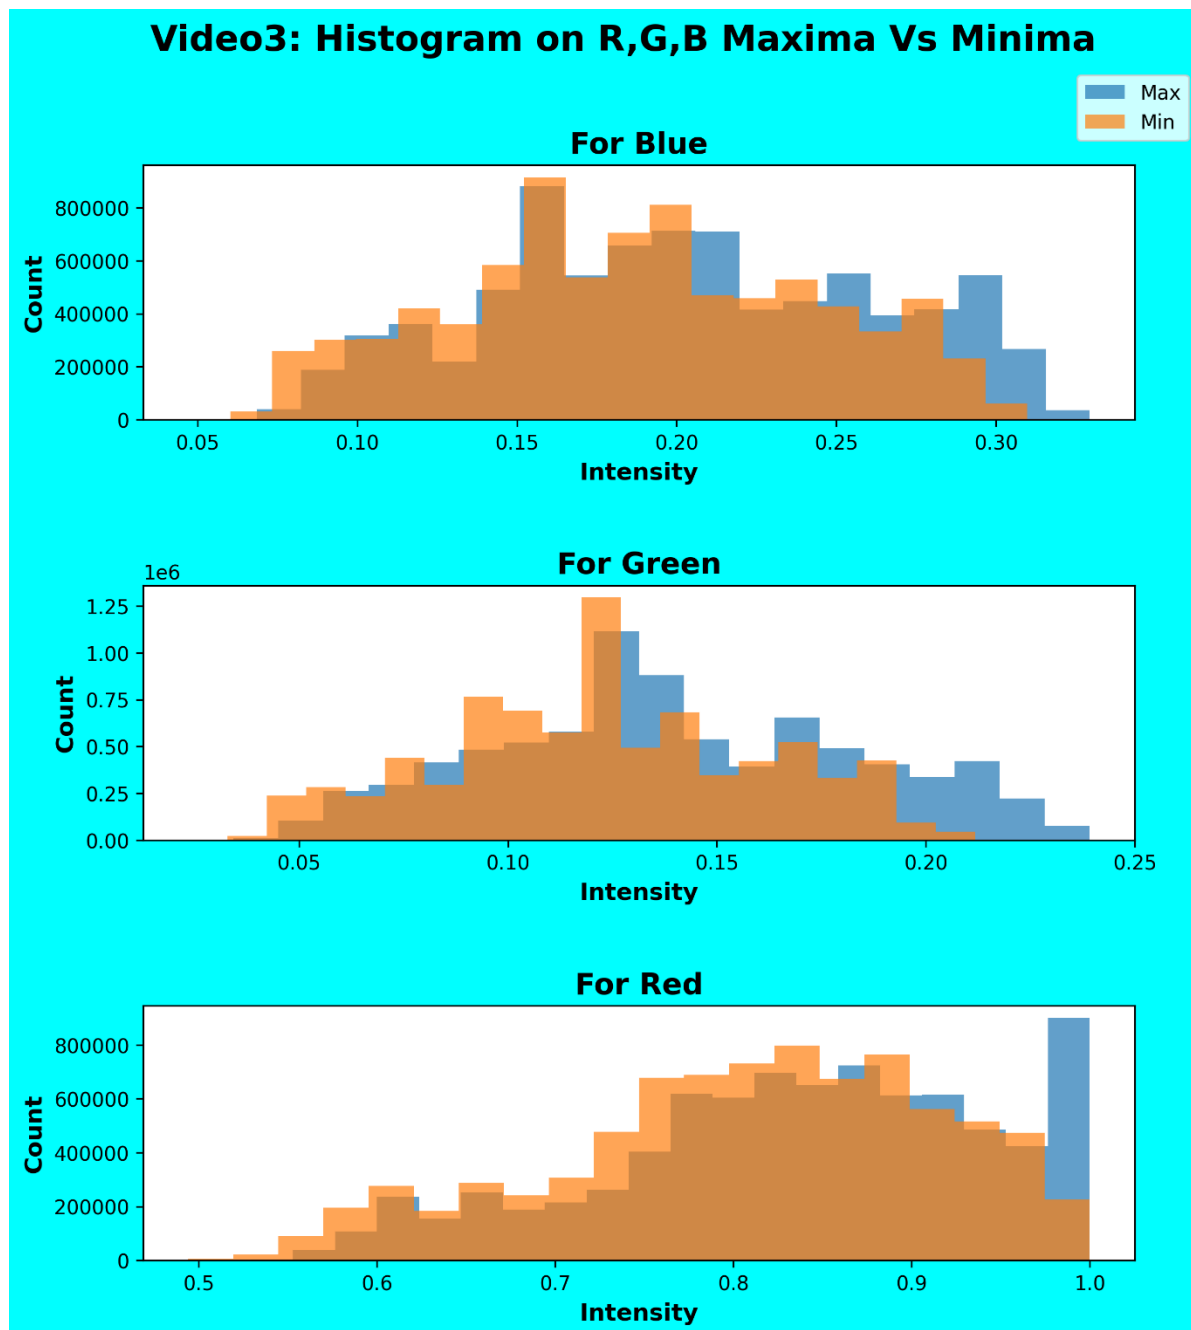 Video3: Histogram on R,G,B Maxima Vs Minima
Max
Min
For Blue
Count
800000
600000
400000
200000
0
0.05 0.10 0.15 0.20 0.25 0.30
Intensity
For Green
1e6
Count
1.25
1.00
0.75
0.50
0.25
0.00
0.05 0.10 0.15 0.20 0.25
Intensity
For Red
Count
800000
600000
400000
200000
0
0.5 0.6 0.7 0.8 0.9 1.0
Intensity